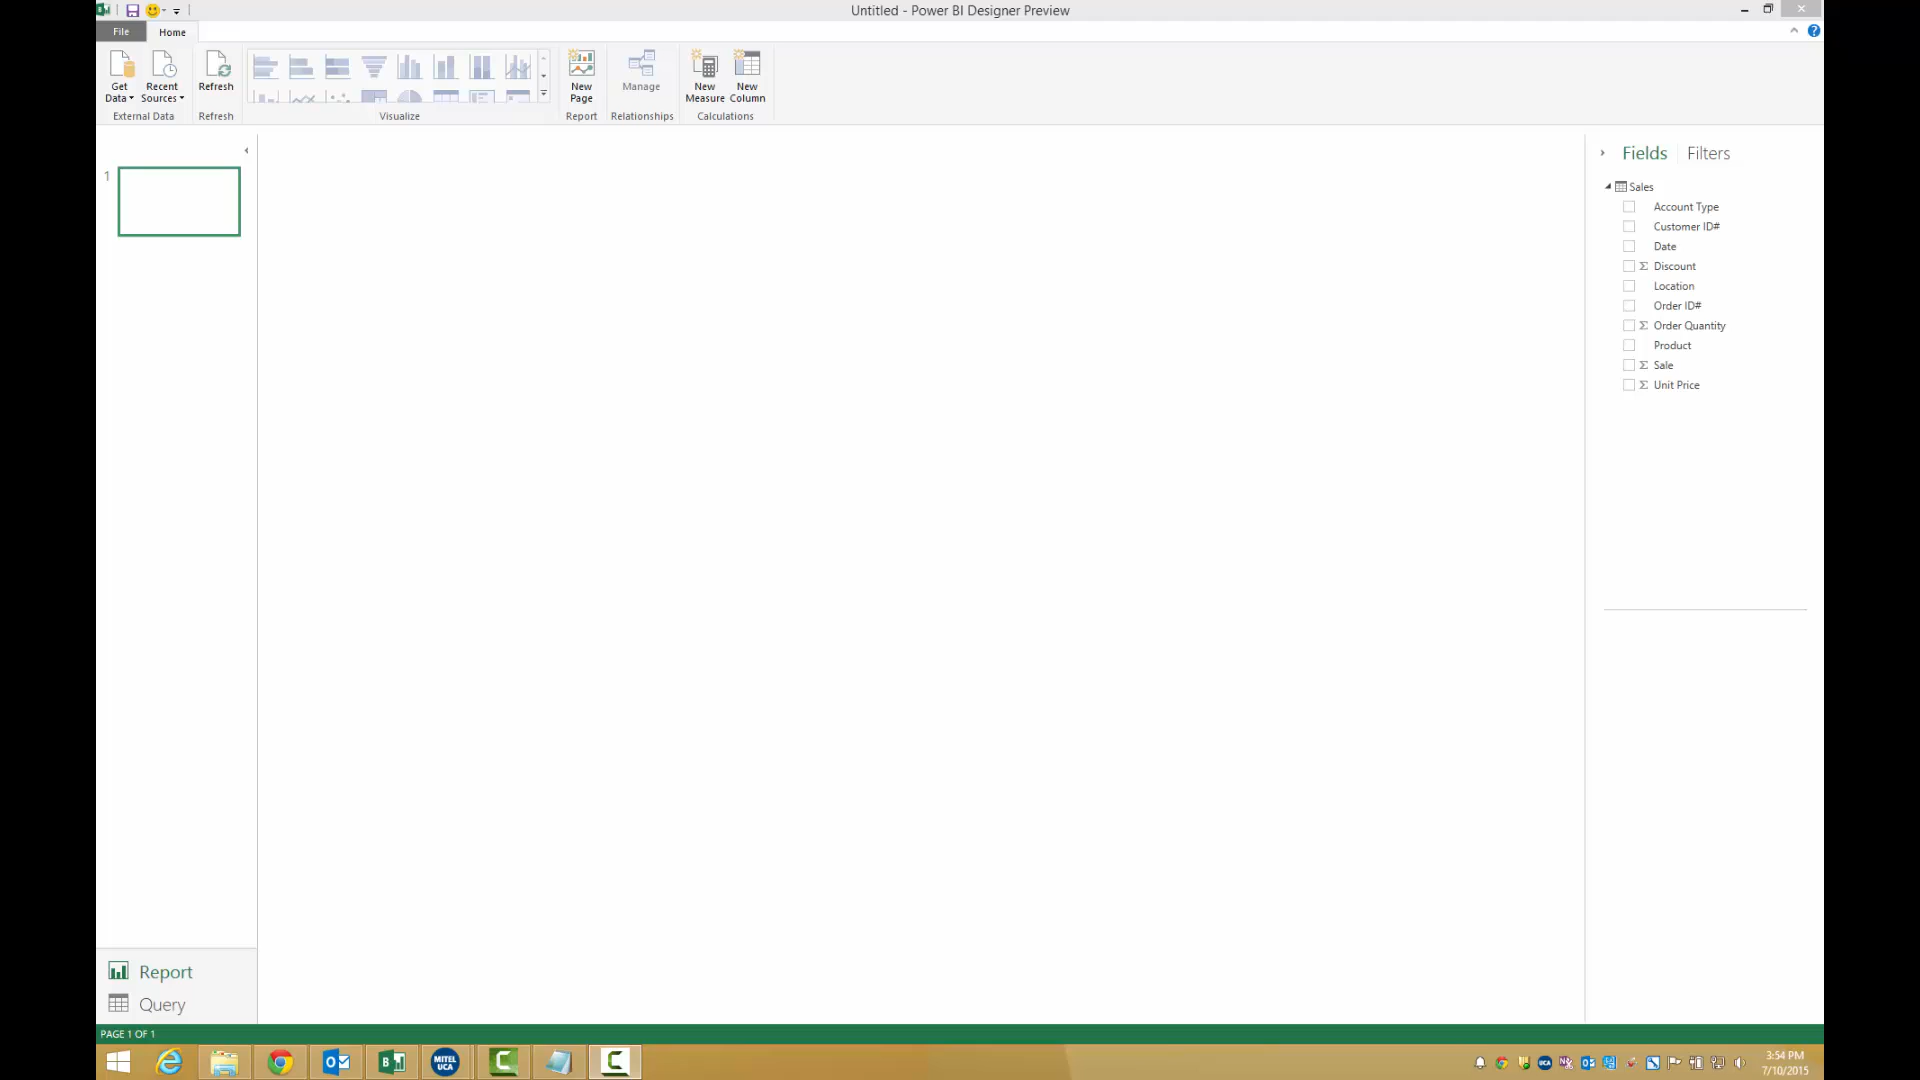 Untitled - Power BI Designer Preview
File Home
Get Data
Recent Sources
Refresh
New Page
Manage
New Measure
New Column
External Data Refresh Visualize Report Relationships Calculations
1
Fields Filters
Sales
Account Type
Customer ID#
Date
Σ Discount
Location
Order ID#
Σ Order Quantity
Product
Σ Sale
Σ Unit Price
Report
Query
PAGE 1 OF 1
MITEL UCA
3:54 PM
7/10/2015